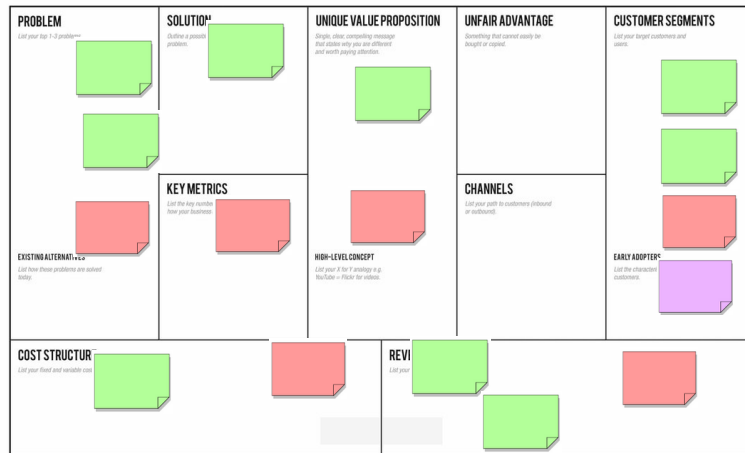 PROBLEM
List your top 1-3 problems.
EXISTING ALTERNATIVES
List how these problems are solved
today.
SOLUTION
Outline a possible
problem.
KEY METRICS
List the key number
how your business
UNIQUE VALUE PROPOSITION
Single, clear, compelling message
that states why you are different
and worth paying attention.
HIGH-LEVEL CONCEPT
List your X for Y analogy e.g.
YouTube = Flickr for videos.
UNFAIR ADVANTAGE
Something that cannot easily be
bought or copied.
CHANNELS
List your path to customers (inbound
or outbound).
CUSTOMER SEGMENTS
List your target customers and
users.
EARLY ADOPTERS
List the characteri
customers.
COST STRUCTUR
List your fixed and variable cos
REVE
List your